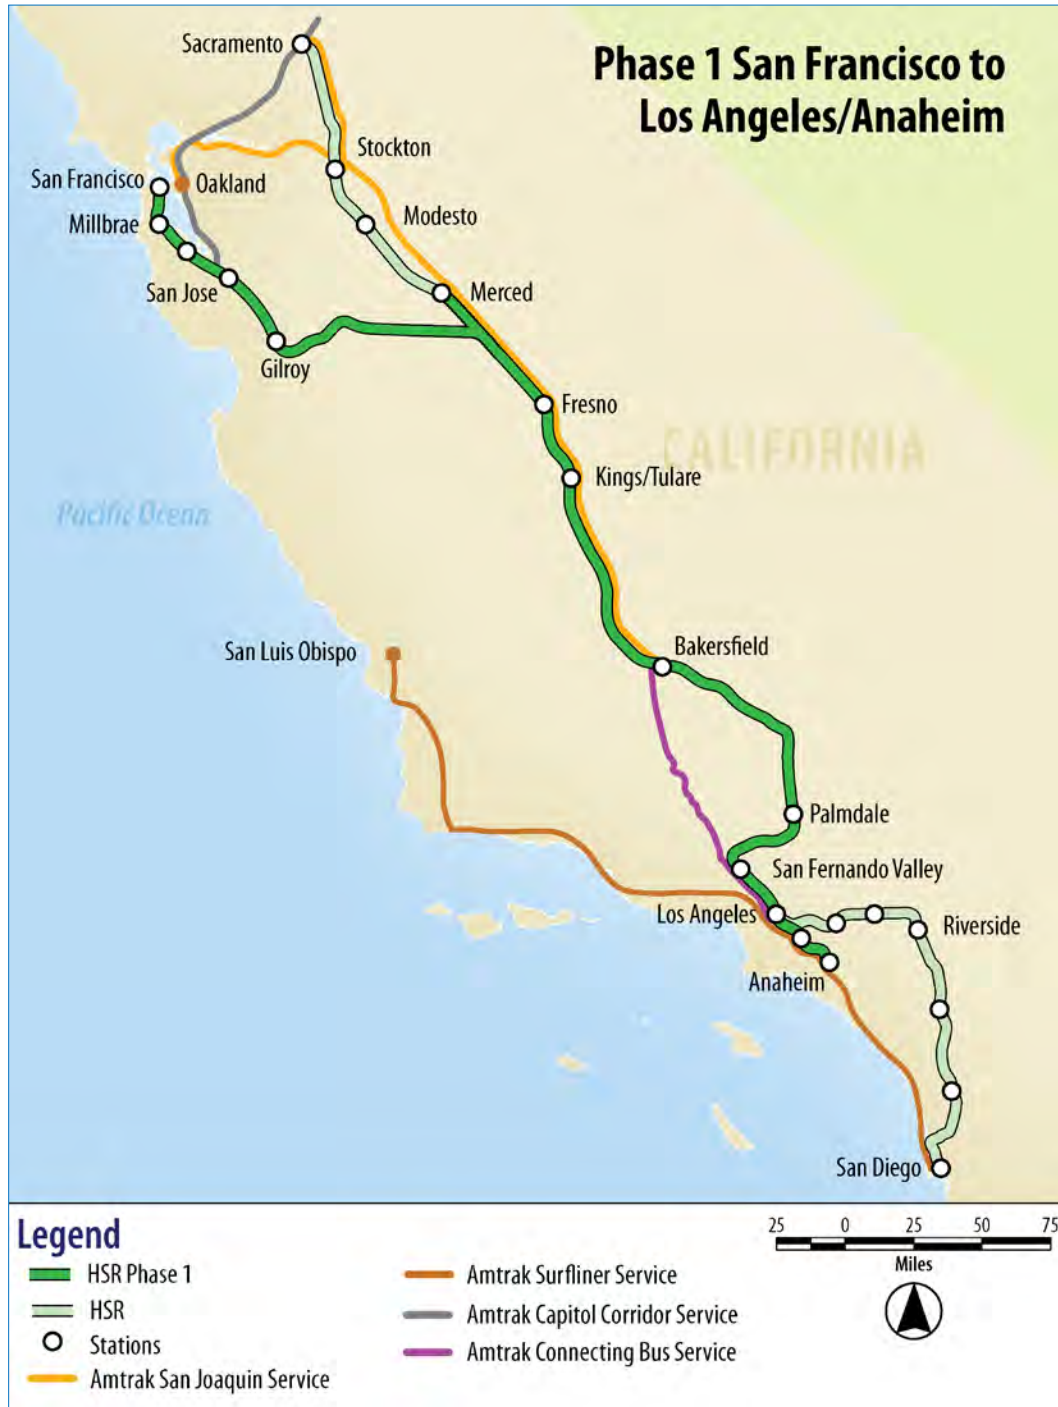 Phase 1 San Francisco to
Los Angeles/Anaheim
Sacramento
Stockton
San Francisco
Oakland
Modesto
Millbrae
San Jose
Merced
Gilroy
Fresno
CALIFORNIA
Kings/Tulare
Pacific Ocean
San Luis Obispo
Bakersfield
Palmdale
San Fernando Valley
Los Angeles
Riverside
Anaheim
San Diego
Legend
HSR Phase 1
HSR
Stations
Amtrak San Joaquin Service
Amtrak Surfliner Service
Amtrak Capitol Corridor Service
Amtrak Connecting Bus Service
25 0 25 50 75
Miles